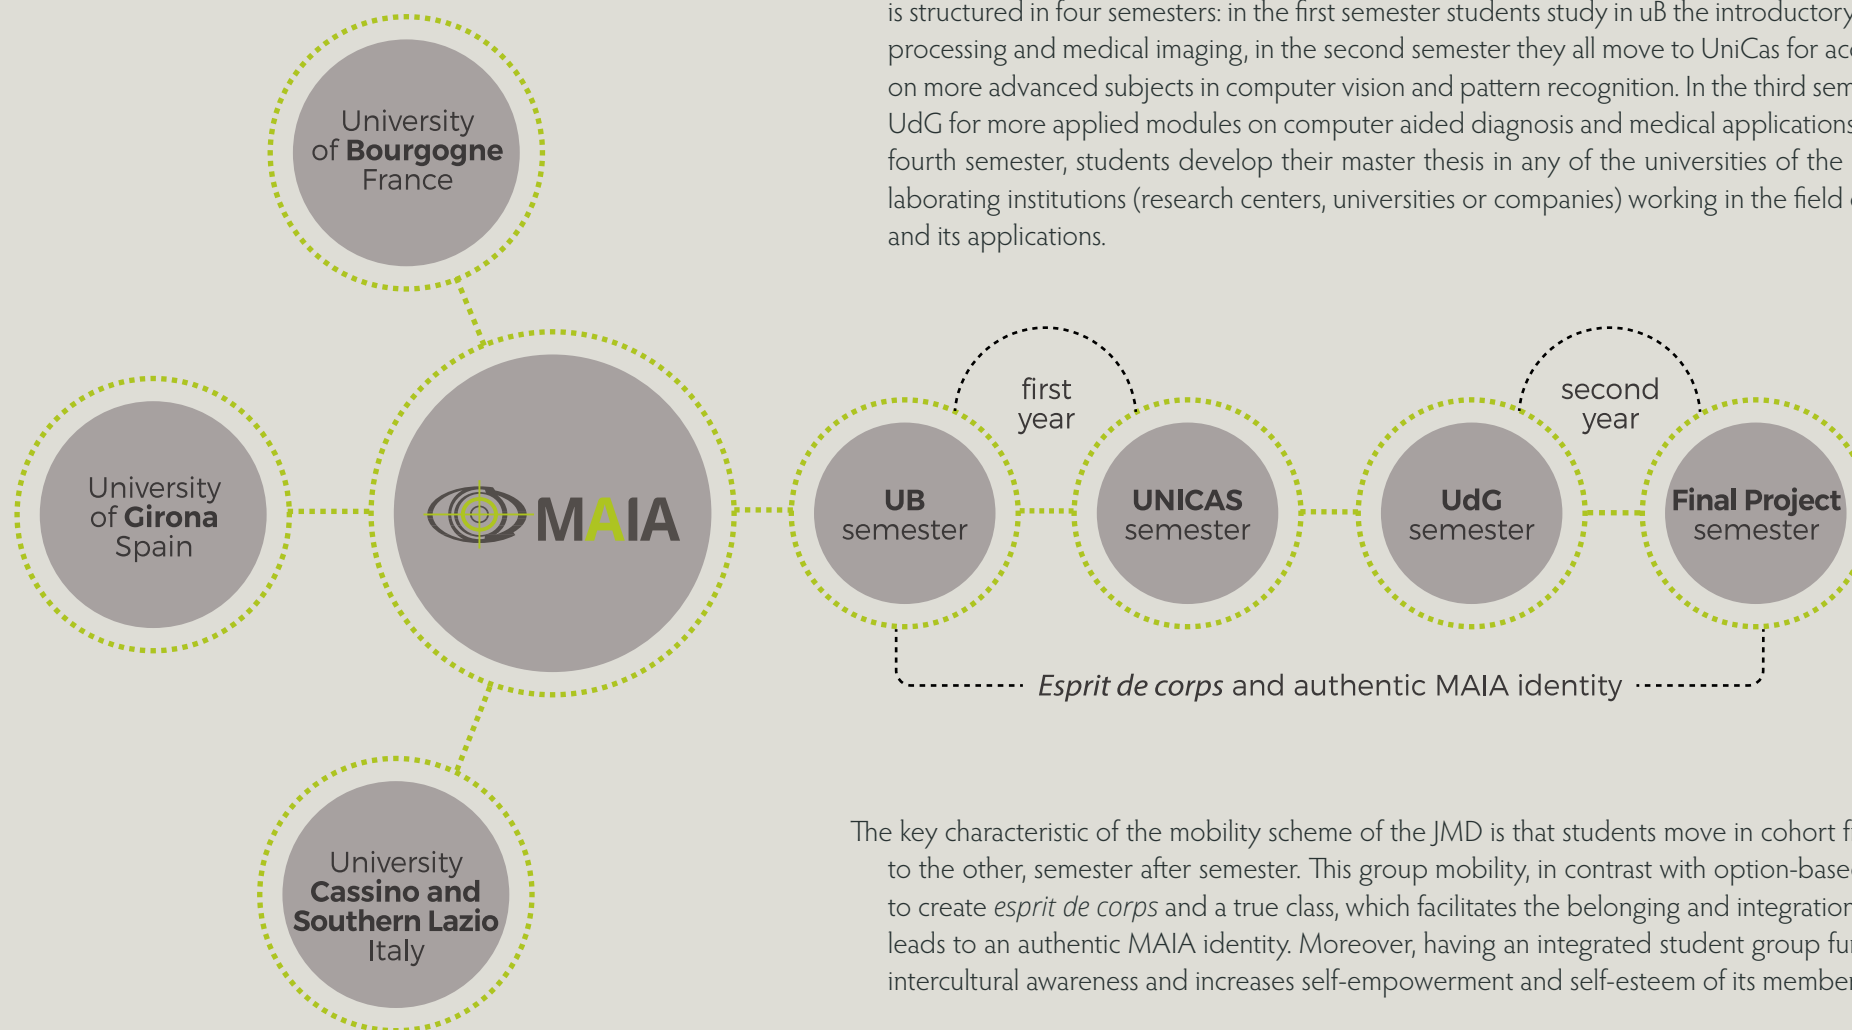 is structured in four semesters: in the first semester students study in uB the introductory
processing and medical imaging, in the second semester they all move to UniCas for
on more advanced subjects in computer vision and pattern recognition. In the third
UdG for more applied modules on computer aided diagnosis and medical applications
fourth semester, students develop their master thesis in any of the universities of the
laborating institutions (research centers, universities or companies) working in the field
and its applications.
University
of Bourgogne
France
University
of Girona
Spain
MAIA
University
Cassino and
Southern Lazio
Italy
first
year
second
year
UB
semester
UNICAS
semester
UdG
semester
Final Project
semester
Esprit de corps and authentic MAIA identity
The key characteristic of the mobility scheme of the JMD is that students move in cohort
to the other, semester after semester. This group mobility, in contrast with
to create esprit de corps and a true class, which facilitates the belonging and integration
leads to an authentic MAIA identity. Moreover, having an integrated student group
intercultural awareness and increases self-empowerment and self-esteem of its